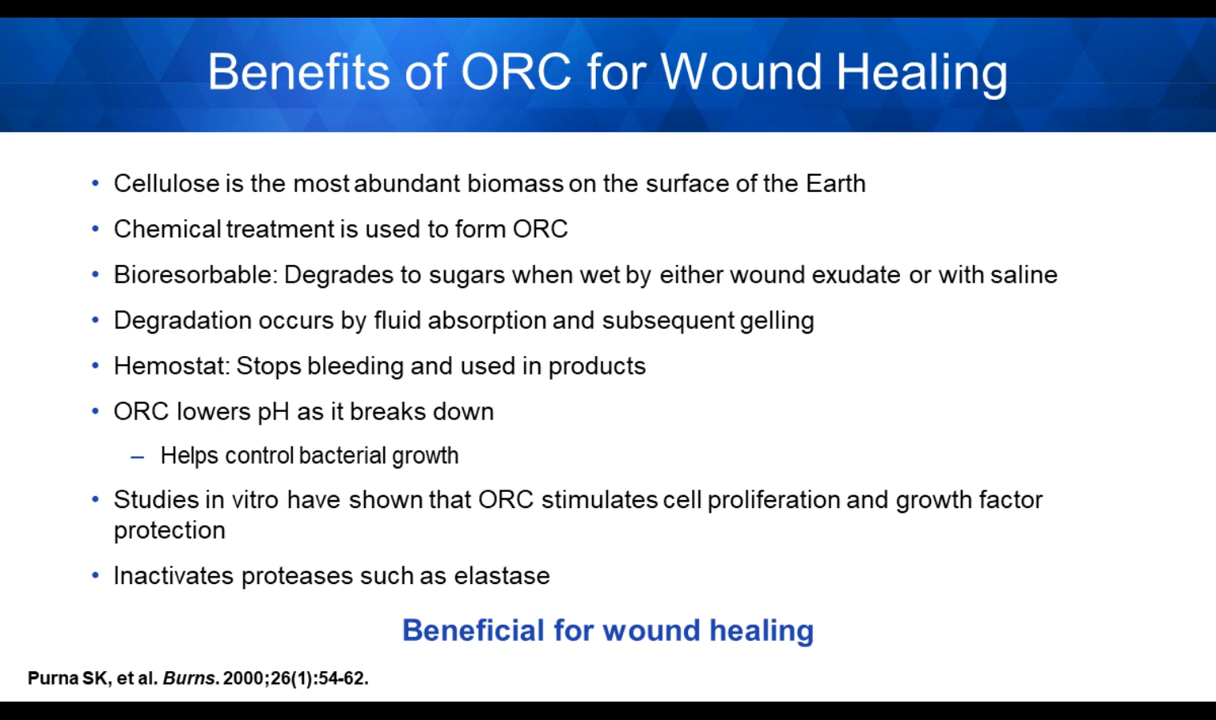 Benefits of ORC for Wound Healing
• Cellulose is the most abundant biomass on the surface of the Earth
• Chemical treatment is used to form ORC
• Bioresorbable: Degrades to sugars when wet by either wound exudate or with saline
• Degradation occurs by fluid absorption and subsequent gelling
• Hemostat: Stops bleeding and used in products
• ORC lowers pH as it breaks down
– Helps control bacterial growth
• Studies in vitro have shown that ORC stimulates cell proliferation and growth factor
protection
• Inactivates proteases such as elastase
Beneficial for wound healing
Purna SK, et al. Burns. 2000;26(1):54-62.